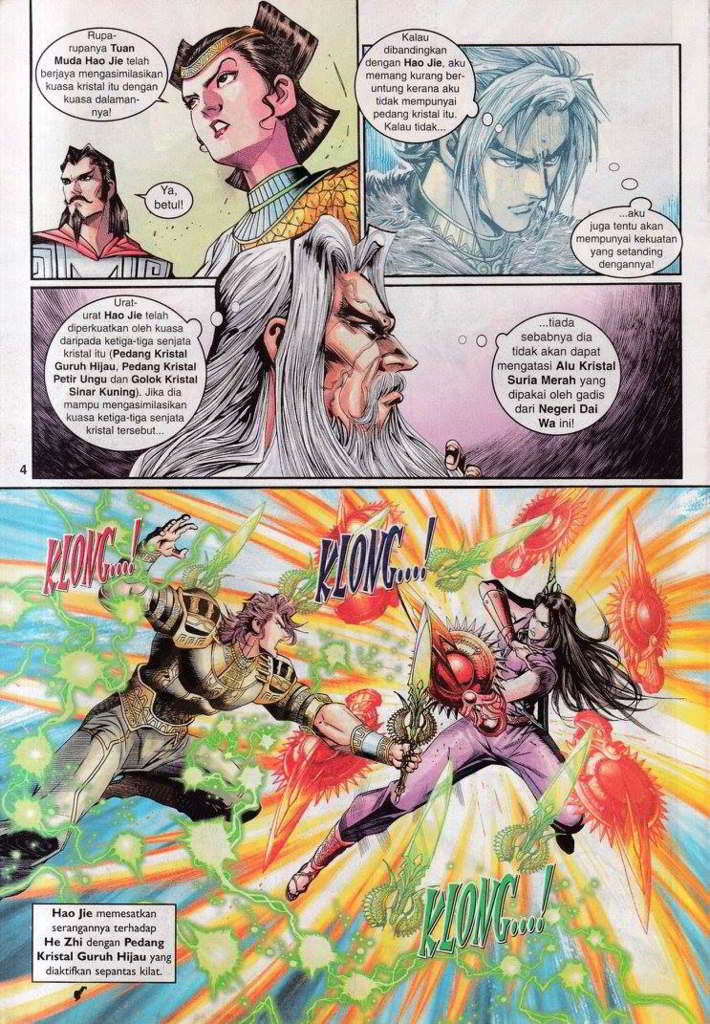 Rupa-
rupanya Tuan
Muda Hao Jie telah
berjaya mengasimilasikan
kuasa kristal itu dengan
kuasa dalaman-
nya!
Ya,
betul!
Kalau
dibandingkan
dengan Hao Jie, aku
memang kurang ber-
untung kerana aku
tidak mempunyai
pedang kristal itu.
Kalau tidak...
...aku
juga tentu akan
mempunyai kekuatan
yang setanding
dengannya!
Urat-
urat Hao Jie telah
diperkuatkan oleh kuasa
daripada ketiga-tiga senjata
kristal itu (Pedang Kristal
Guruh Hijau, Pedang Kristal
Petir Ungu dan Golok Kristal
Sinar Kuning). Jika dia
mampu mengasimilasikan
kuasa ketiga-tiga senjata
kristal tersebut...
...tiada
sebabnya dia
tidak akan dapat
mengatasi Alu Kristal
Suria Merah yang
dipakai oleh gadis
dari Negeri Dai
Wa ini!
4
KLONG....!
KLONG....!
KLONG....!
Hao Jie memesatkan
serangannya terhadap
He Zhi dengan Pedang
Kristal Guruh Hijau yang
diaktifkan sepantas kilat.